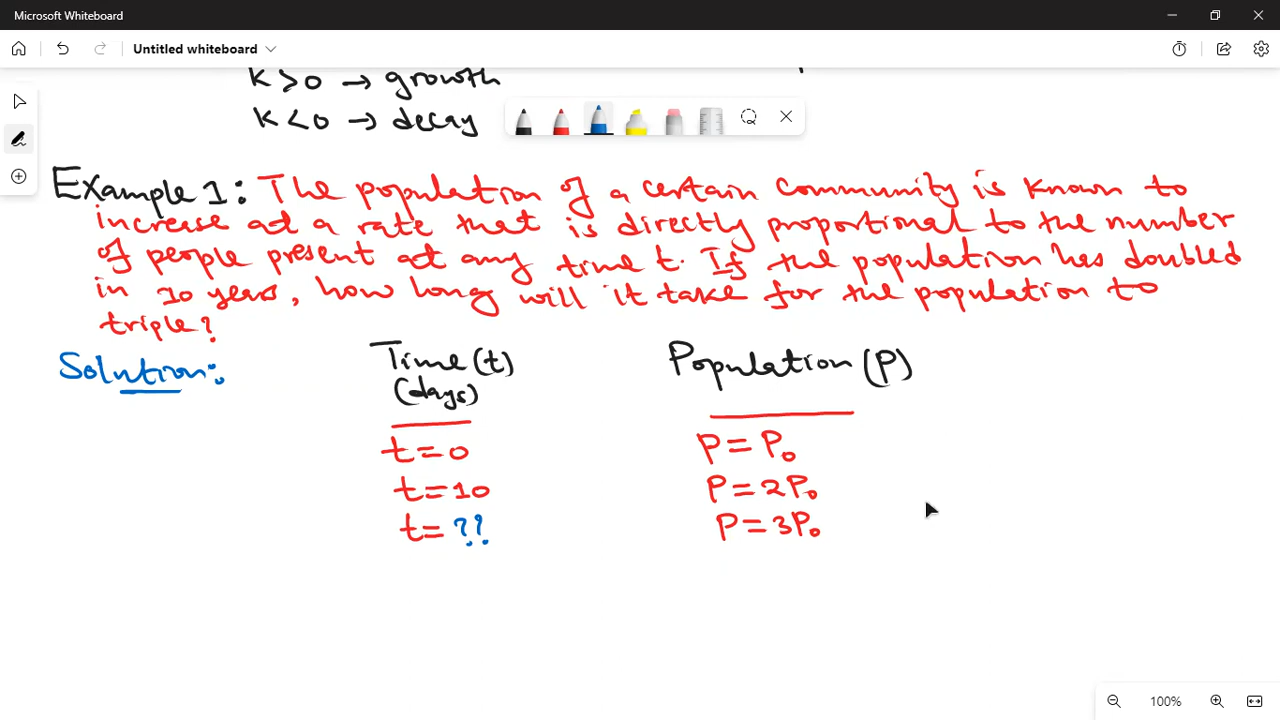 Microsoft Whiteboard
Untitled whiteboard
K > 0 → growth
K < 0 → decay
Example 1: The population of a certain community is known to
increase at a rate that is directly proportional to the number
of people present at any time t. If the population has doubled
in 10 years, how long will it take for the population to
triple?
Solution: Time (t) Population (P)
(days)
t = 0 P = P₀
t = 10 P = 2P₀
t = ?? P = 3P₀
100%